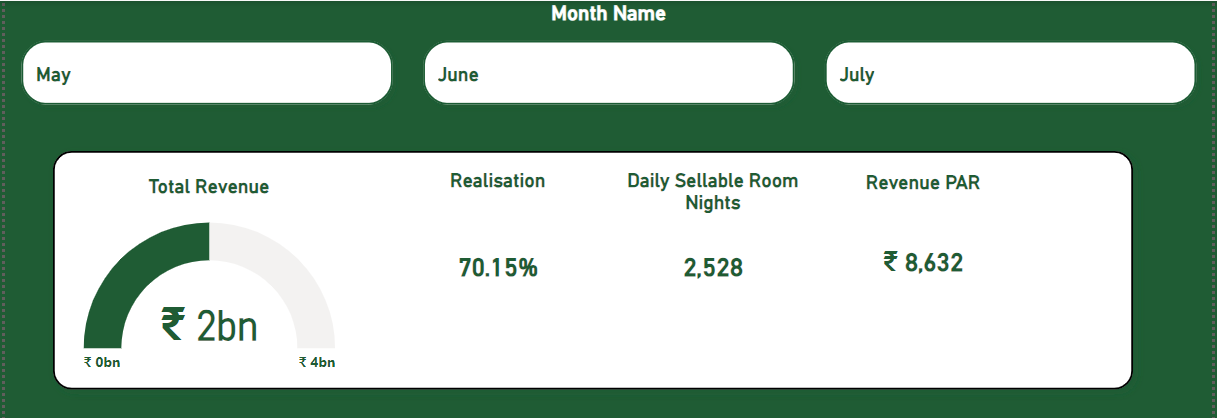 Month Name
May
June
July
Total Revenue
Realisation
Daily Sellable Room
Nights
Revenue PAR
₹ 2bn
₹ 0bn
₹ 4bn
70.15%
2,528
₹ 8,632